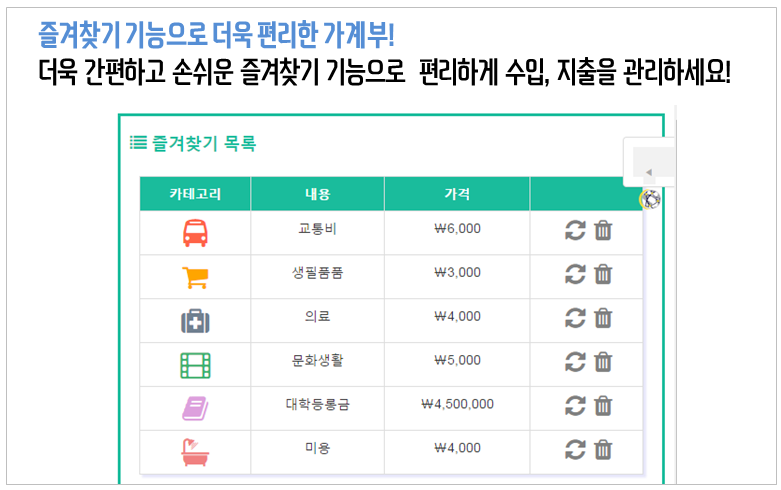 즐겨찾기 기능으로 더욱 편리한 가계부!
더욱 간편하고 손쉬운 즐겨찾기 기능으로 편리하게 수입, 지출을 관리하세요!
즐겨찾기 목록
카테고리 내용 가격
교통비 ₩6,000
생필품품 ₩3,000
의료 ₩4,000
문화생활 ₩5,000
대학등록금 ₩4,500,000
미용 ₩4,000